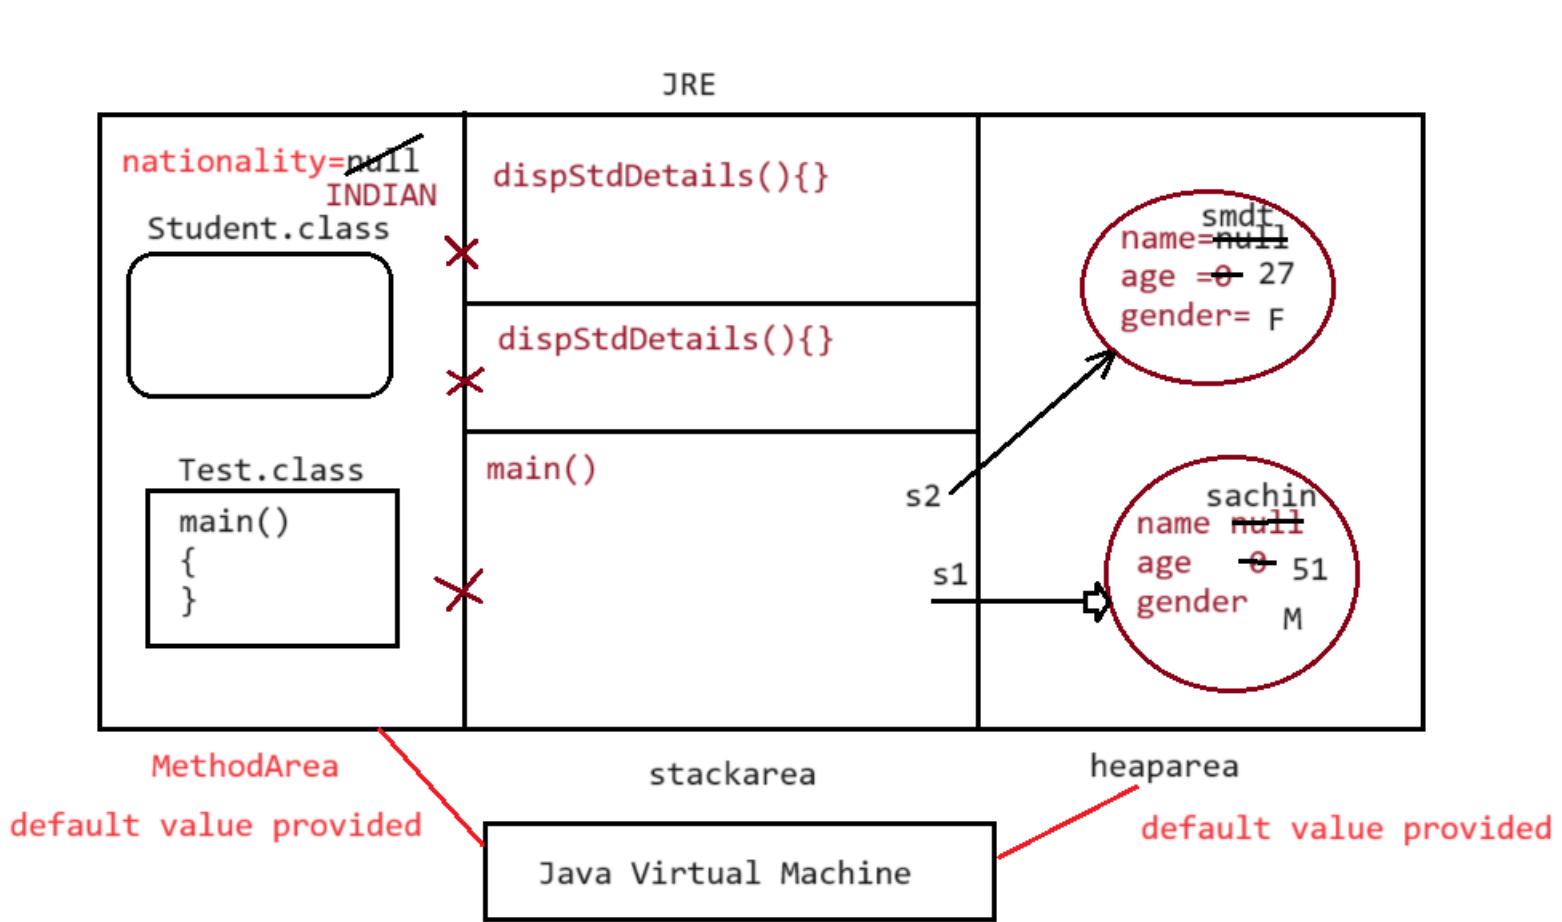 JRE
nationality=null
INDIAN
Student.class
Test.class
main()
{
}
dispStdDetails(){}
dispStdDetails(){}
main()
s2
s1
smdt
name=null
age =0 27
gender= F
sachin
name null
age 0 51
gender
M
MethodArea
stackarea
heaparea
default value provided
default value provided
Java Virtual Machine